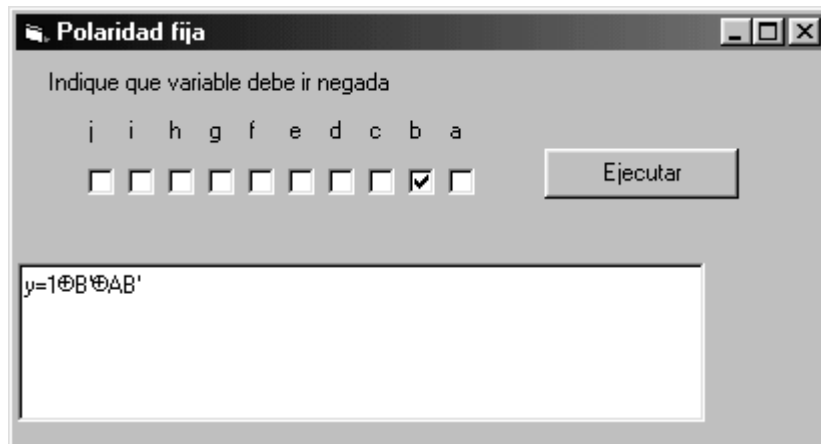 Polaridad fija
Indique que variable debe ir negada
j i h g f e d c b a
Ejecutar
y=1⊕B'⊕AB'